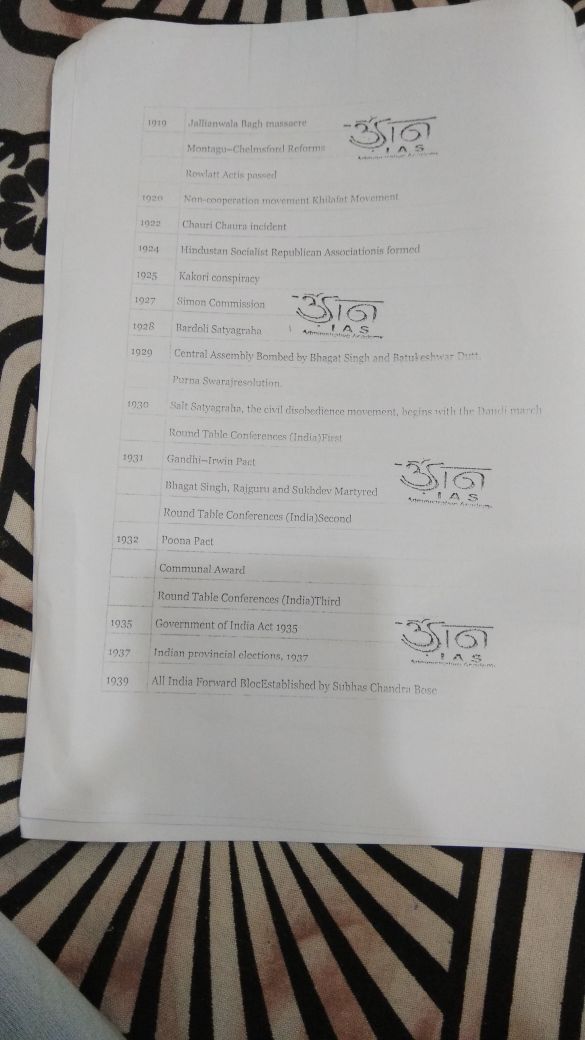 1919 Jallianwala Bagh massacre
Montagu–Chelmsford Reforms
Rowlatt Actis passed
1920 Non-cooperation movement Khilafat Movement
1922 Chauri Chaura incident
1924 Hindustan Socialist Republican Associationis formed
1925 Kakori conspiracy
1927 Simon Commission
1928 Bardoli Satyagraha
1929 Central Assembly Bombed by Bhagat Singh and Batukeshwar Dutt.
Purna Swarajresolution.
1930 Salt Satyagraha, the civil disobedience movement, begins with the Dandi march
Round Table Conferences (India)First
1931 Gandhi–Irwin Pact
Bhagat Singh, Rajguru and Sukhdev Martyred
Round Table Conferences (India)Second
1932 Poona Pact
Communal Award
Round Table Conferences (India)Third
1935 Government of India Act 1935
1937 Indian provincial elections, 1937
1939 All India Forward BlocEstablished by Subhas Chandra Bose
IAS
Administration Academy
IAS
Administration Academy
IAS
Administration Academy
IAS
Administration Academy